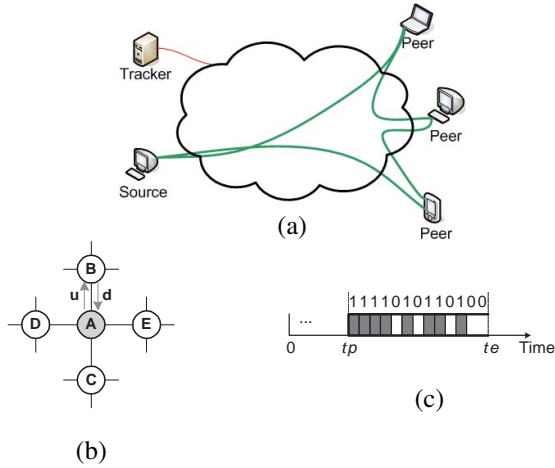 Peer
Tracker
Peer
Source
Peer
(a)
B
u d
D A E
C
(b)
1111010110100
...
0 tp te Time
(c)